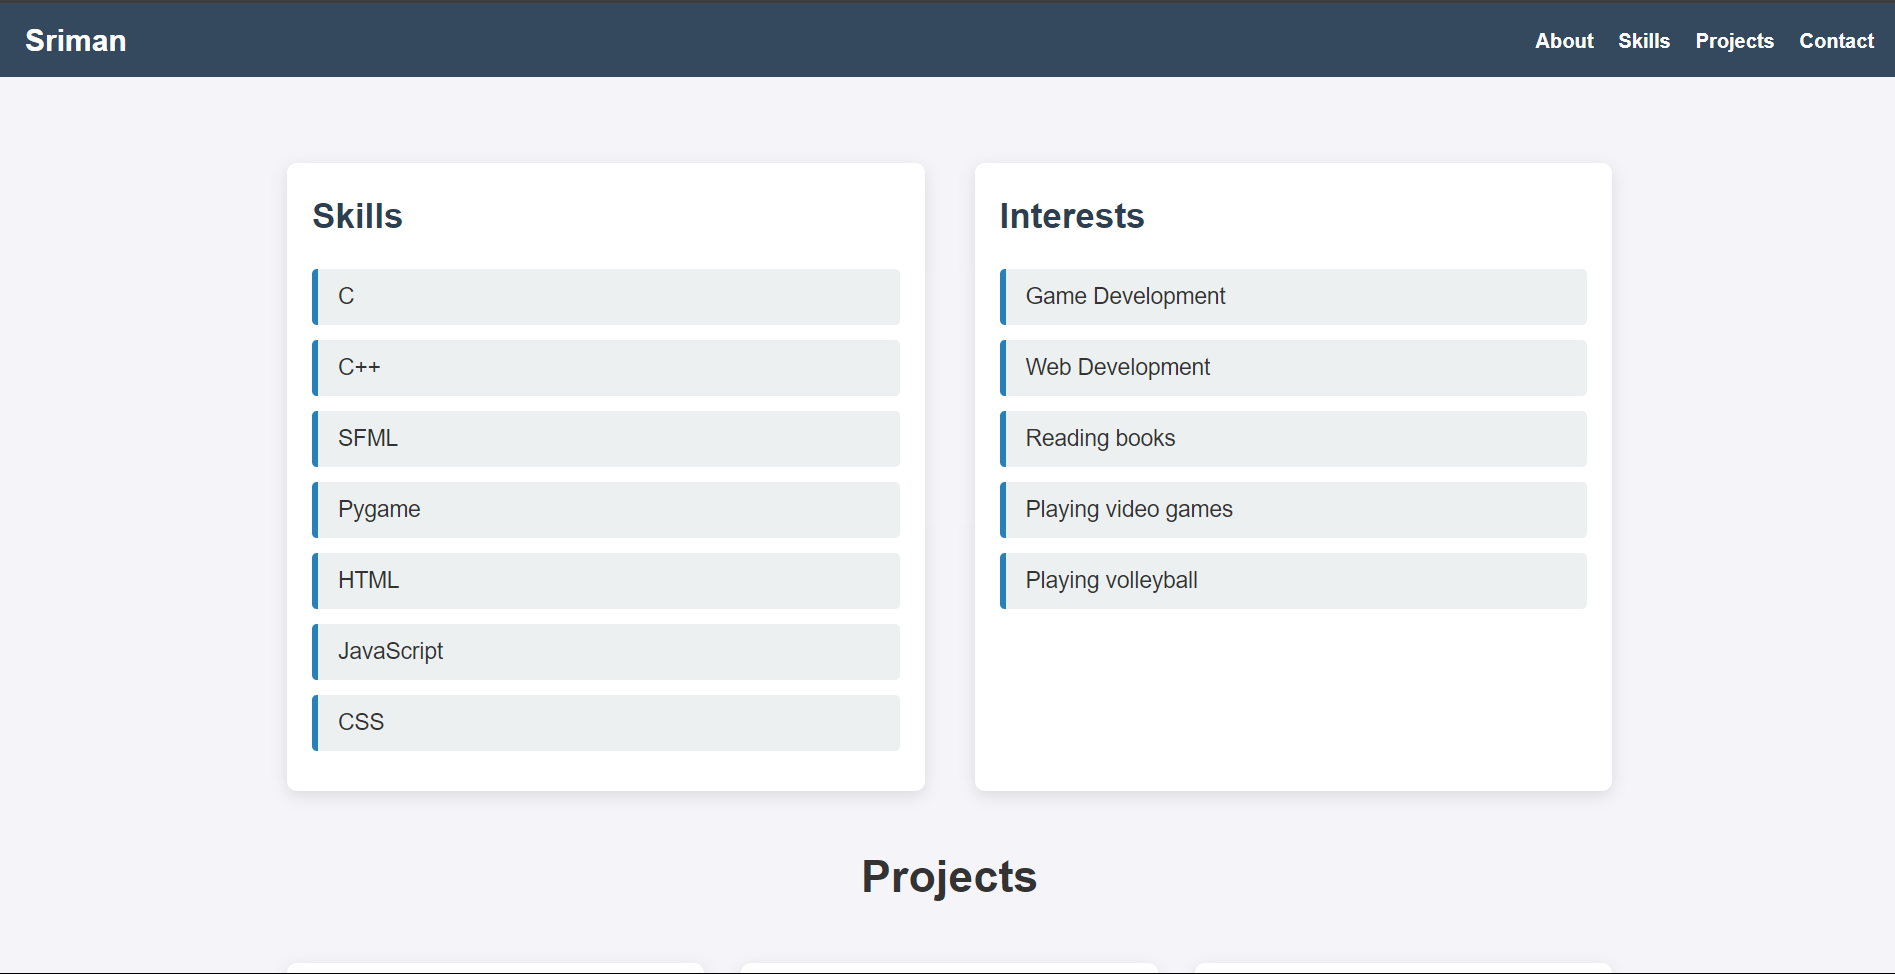 Sriman
About Skills Projects Contact
Skills
C
C++
SFML
Pygame
HTML
JavaScript
CSS
Interests
Game Development
Web Development
Reading books
Playing video games
Playing volleyball
Projects